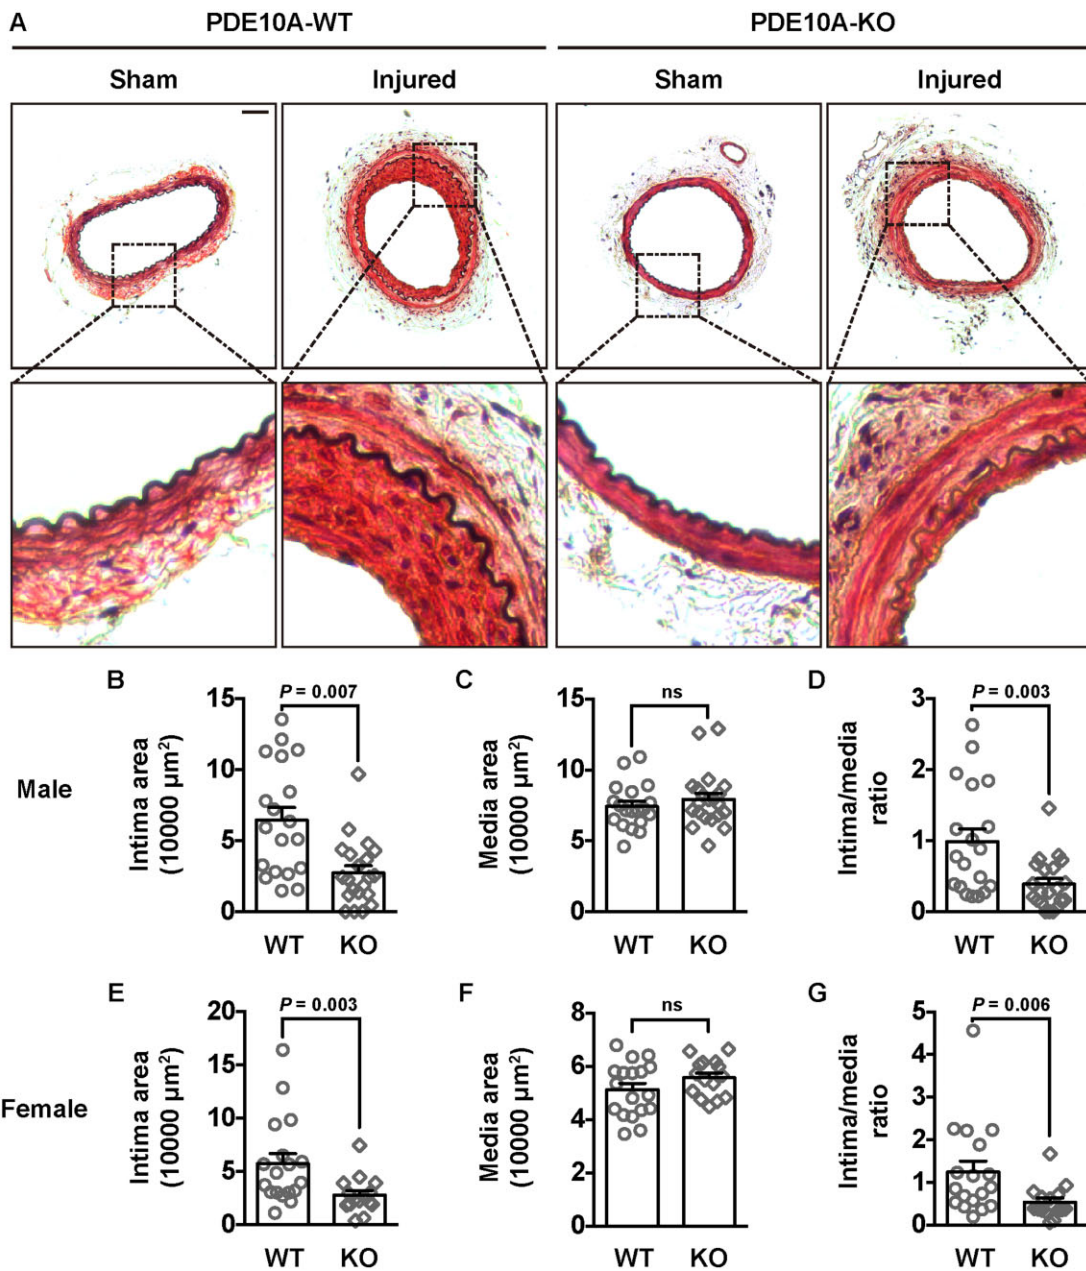 A
PDE10A-WT
PDE10A-KO
Sham
Injured
Sham
Injured
Male
B
Intima area
(10000 µm²)
15
10
5
0
P = 0.007
WT
KO
C
Media area
(10000 µm²)
15
10
5
0
ns
WT
KO
D
Intima/media
ratio
3
2
1
0
P = 0.003
WT
KO
Female
E
Intima area
(10000 µm²)
20
15
10
5
0
P = 0.003
WT
KO
F
Media area
(10000 µm²)
8
6
4
2
0
ns
WT
KO
G
Intima/media
ratio
5
4
3
2
1
0
P = 0.006
WT
KO